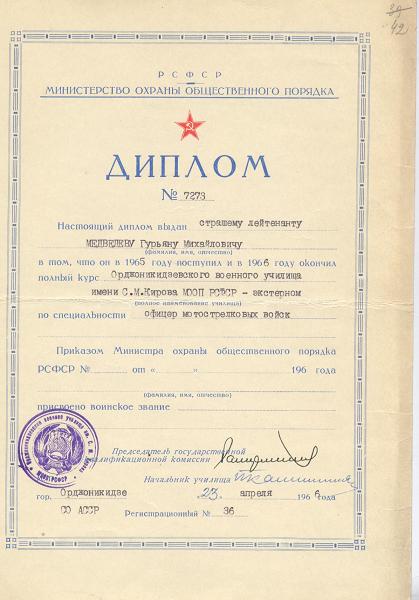 42
РСФСР
МИНИСТЕРСТВО ОХРАНЫ ОБЩЕСТВЕННОГО ПОРЯДКА
ДИПЛОМ
№ 7273
Настоящий диплом выдан страшему лейтенанту
МЕДВЕДЕВУ Гурьяну Михайловичу
(фамилия, имя, отчество)
в том, что он в 1965 году поступил и в 1966 окончил
полный курс Орджоникидзевского военного училища
имени С.М.Кирова МООП РСФСР - экстерном
(полное наименование училища)
по специальности офицер мотострелковых войск
Приказом Министра охраны общественного порядка
РСФСР № от « » 196 года
(фамилия, имя, отчество)
присвоено воинское звание
Председатель государственной
квалификационной комиссии
Начальник училища
гор. Орджоникидзе 23 апреля 1966 года
СО АССР Регистрационный № 36